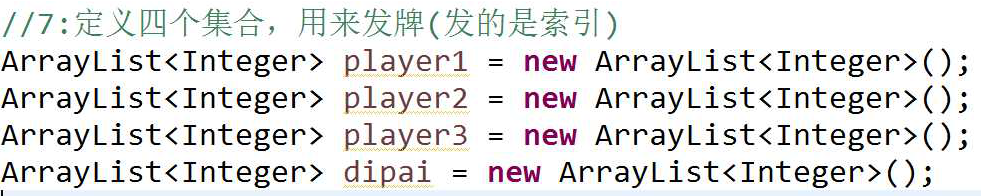 //7:定义四个集合，用来发牌(发的是索引)
ArrayList<Integer> player1 = new ArrayList<Integer>();
ArrayList<Integer> player2 = new ArrayList<Integer>();
ArrayList<Integer> player3 = new ArrayList<Integer>();
ArrayList<Integer> dipai = new ArrayList<Integer>();